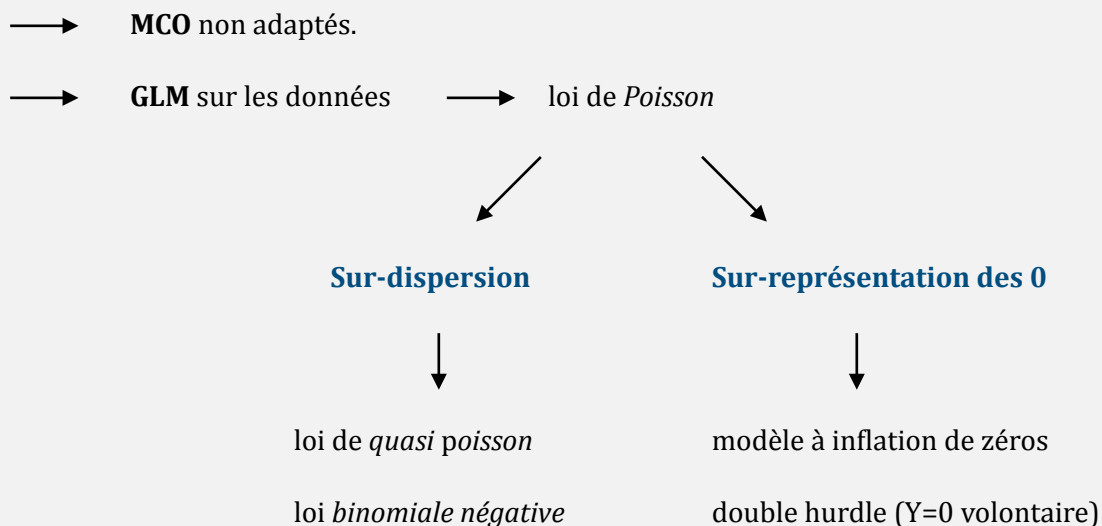 MCO non adaptés.
GLM sur les données loi de Poisson
Sur-dispersion Sur-représentation des 0
loi de quasi poisson modèle à inflation de zéros
loi binomiale négative double hurdle (Y=0 volontaire)